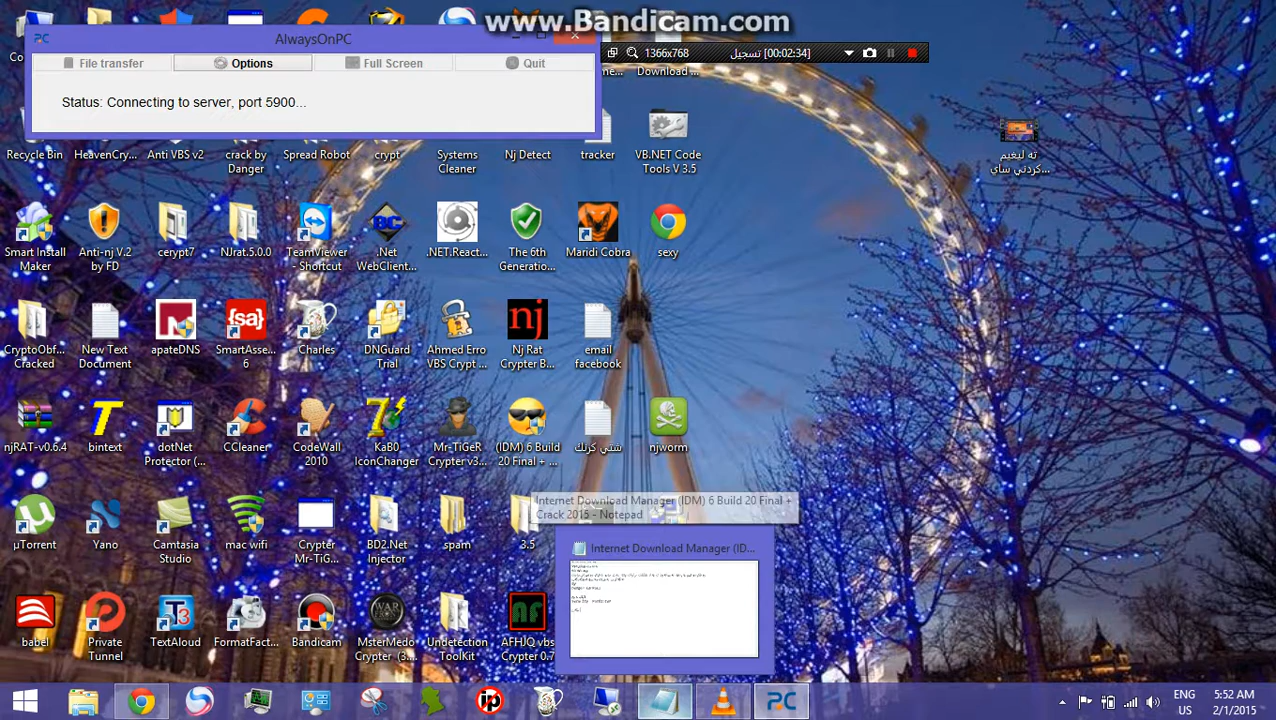 www.Bandicam.com
AlwaysOnPC
1366x768
تسجيل [00:02:34]
File transfer
Options
Full Screen
Quit
Status: Connecting to server, port 5900...
Download ...
Recycle Bin
HeavenCry...
Anti VBS v2
crack by Danger
Spread Robot
crypt
Systems Cleaner
Nj Detect
tracker
VB.NET Code Tools V 3.5
Smart Install Maker
Anti-nj V.2 by FD
cerypt7
NJrat.5.0.0
TeamViewer - Shortcut
.Net WebClient...
.NET.React...
The 6th Generatio...
Maridi Cobra
sexy
CryptoObf... Cracked
New Text Document
apateDNS
{sa}
SmartAsse... 6
Charles
DNGuard Trial
Ahmed Erro VBS Crypt ...
nj
Nj Rat Crypter B...
email facebook
njRAT-v0.6.4
bintext
dotNet Protector (...
CCleaner
CodeWall 2010
KaB0 IconChanger
Mr-TiGeR Crypter v3...
(IDM) 6 Build 20 Final + ...
njworm
Internet Download Manager (IDM) 6 Build 20 Final +
Crack 2015 - Notepad
µTorrent
Yano
Camtasia Studio
mac wifi
Crypter Mr-TiG...
BD2.Net Injector
spam
3.5
Internet Download Manager (ID...
babel
Private Tunnel
TextAloud
FormatFact...
Bandicam
MsterMedo Crypter (3....
Undetection ToolKit
AFHJQ vbs Crypter 0.7
ENG
US
5:52 AM
2/1/2015